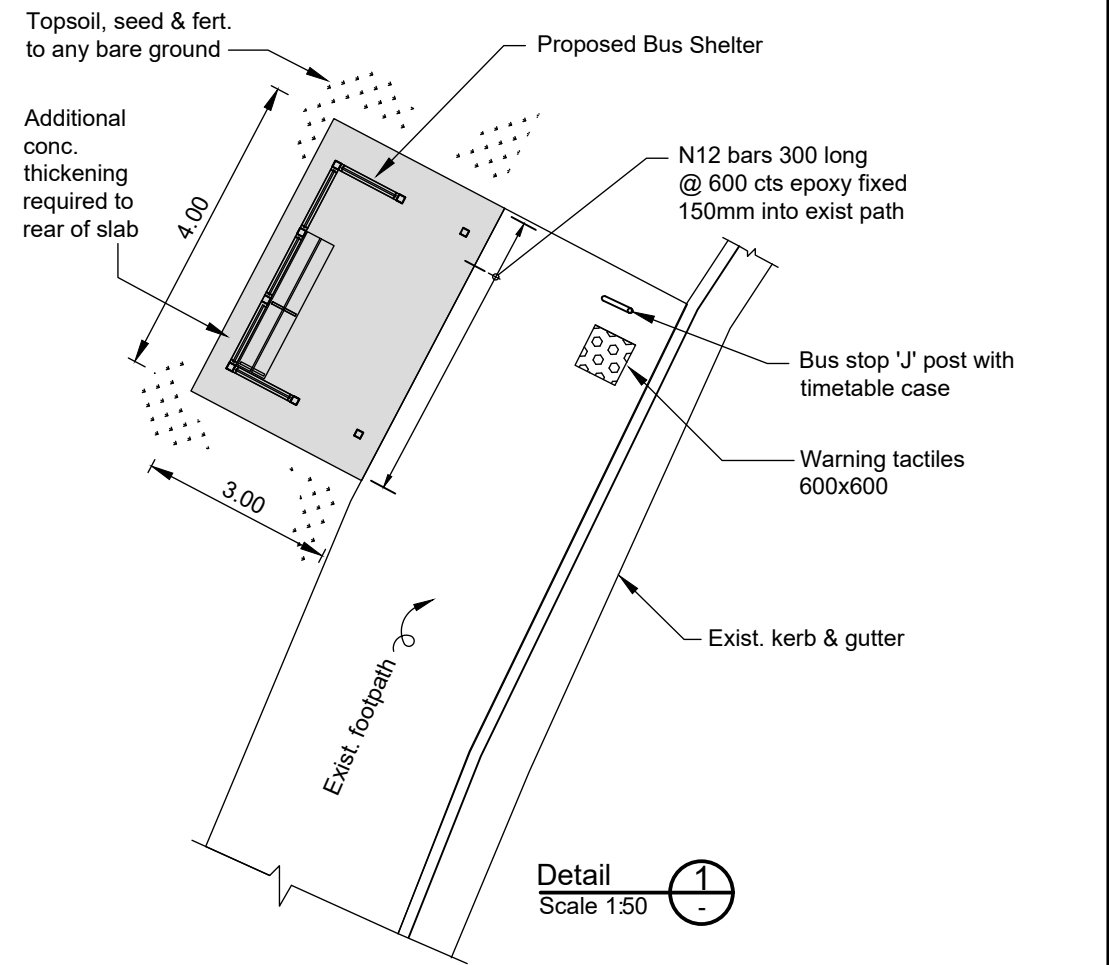 Topsoil, seed & fert.
to any bare ground
Proposed Bus Shelter
Additional
conc.
thickening
required to
rear of slab
N12 bars 300 long
@ 600 cts epoxy fixed
150mm into exist path
4.00
Bus stop 'J' post with
timetable case
Warning tactiles
600x600
3.00
Exist. kerb & gutter
Exist. footpath
Detail
Scale 1:50
1
-